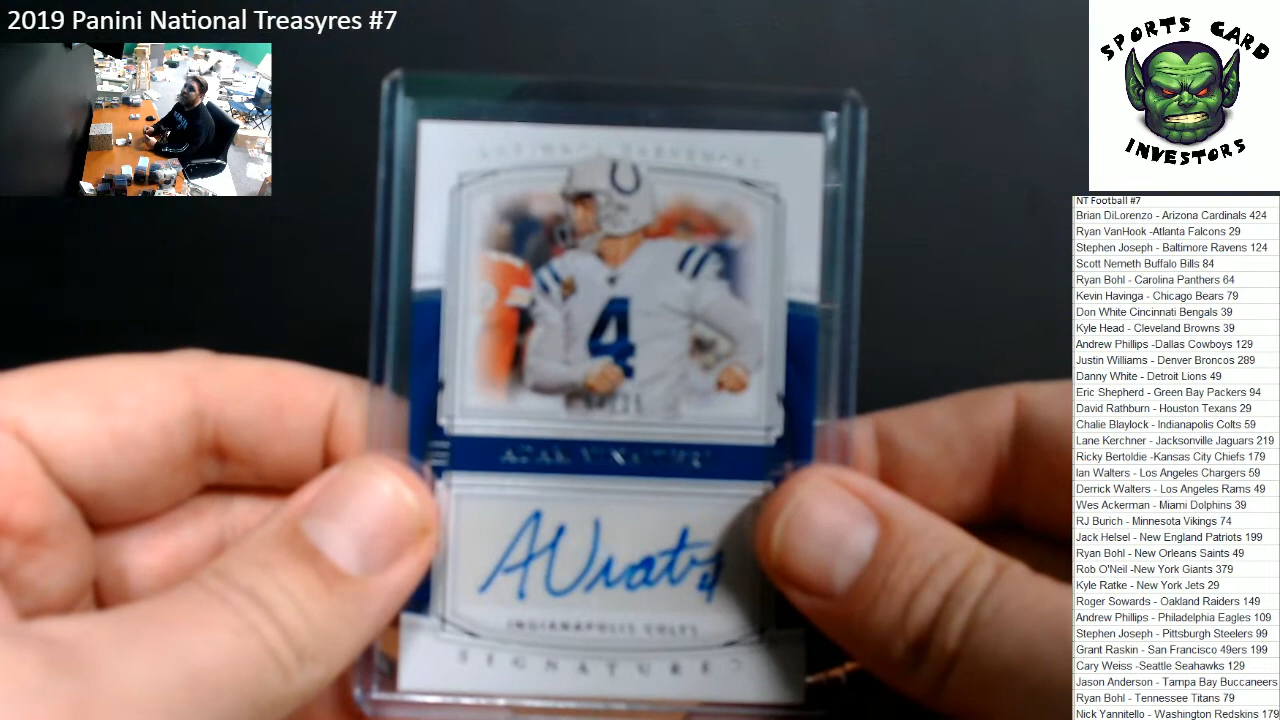 2019 Panini National Treasyres #7
SPORTS CARD
INVESTORS
NT Football #7
Brian DiLorenzo - Arizona Cardinals 424
Ryan VanHook -Atlanta Falcons 29
Stephen Joseph - Baltimore Ravens 124
Scott Nemeth Buffalo Bills 84
Ryan Bohl - Carolina Panthers 64
Kevin Havinga - Chicago Bears 79
Don White Cincinnati Bengals 39
Kyle Head - Cleveland Browns 39
Andrew Phillips -Dallas Cowboys 129
Justin Williams - Denver Broncos 289
Danny White - Detroit Lions 49
Eric Shepherd - Green Bay Packers 94
David Rathburn - Houston Texans 29
Chalie Blaylock - Indianapolis Colts 59
Lane Kerchner - Jacksonville Jaguars 219
Ricky Bertoldie -Kansas City Chiefs 179
Ian Walters - Los Angeles Chargers 59
Derrick Walters - Los Angeles Rams 49
Wes Ackerman - Miami Dolphins 39
RJ Burich - Minnesota Vikings 74
Jack Helsel - New England Patriots 199
Ryan Bohl - New Orleans Saints 49
Rob O'Neil -New York Giants 379
Kyle Ratke - New York Jets 29
Roger Sowards - Oakland Raiders 149
Andrew Phillips - Philadelphia Eagles 109
Stephen Joseph - Pittsburgh Steelers 99
Grant Raskin - San Francisco 49ers 199
Cary Weiss -Seattle Seahawks 129
Jason Anderson - Tampa Bay Buccaneers
Ryan Bohl - Tennessee Titans 79
Nick Yannitello - Washington Redskins 179
4
INDIANAPOLIS COLTS
SIGNATURES